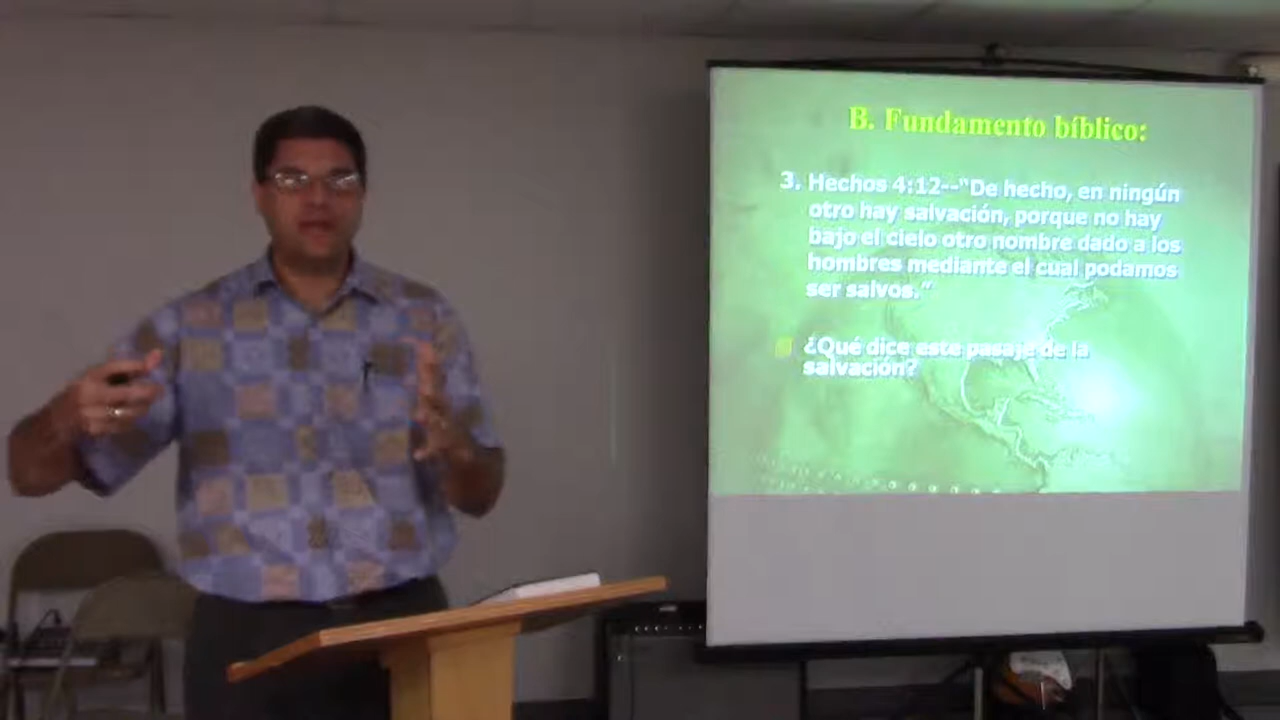 B. Fundamento bíblico:
3. Hechos 4:12--"De hecho, en ningún
otro hay salvación, porque no hay
bajo el cielo otro nombre dado a los
hombres mediante el cual podamos
ser salvos."
¿Qué dice este pasaje de la
salvación?